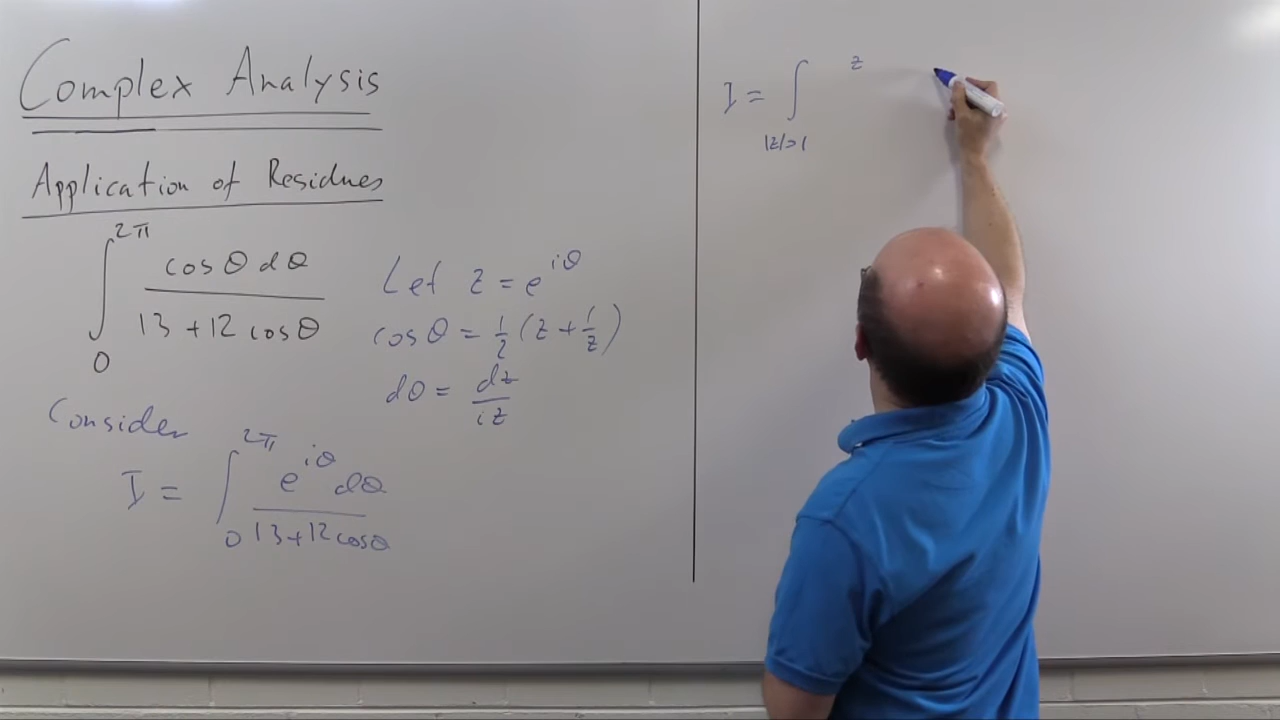 Complex Analysis
Application of Residues
∫₀^{2π} cos θ dθ / (13 + 12 cos θ)
Let z = e^{iθ}
cos θ = 1/2 (z + 1/z)
dθ = dz / iz
Consider
I = ∫₀^{2π} e^{iθ} dθ / (13 + 12 cos θ)
I = ∫_{|z|=1} z